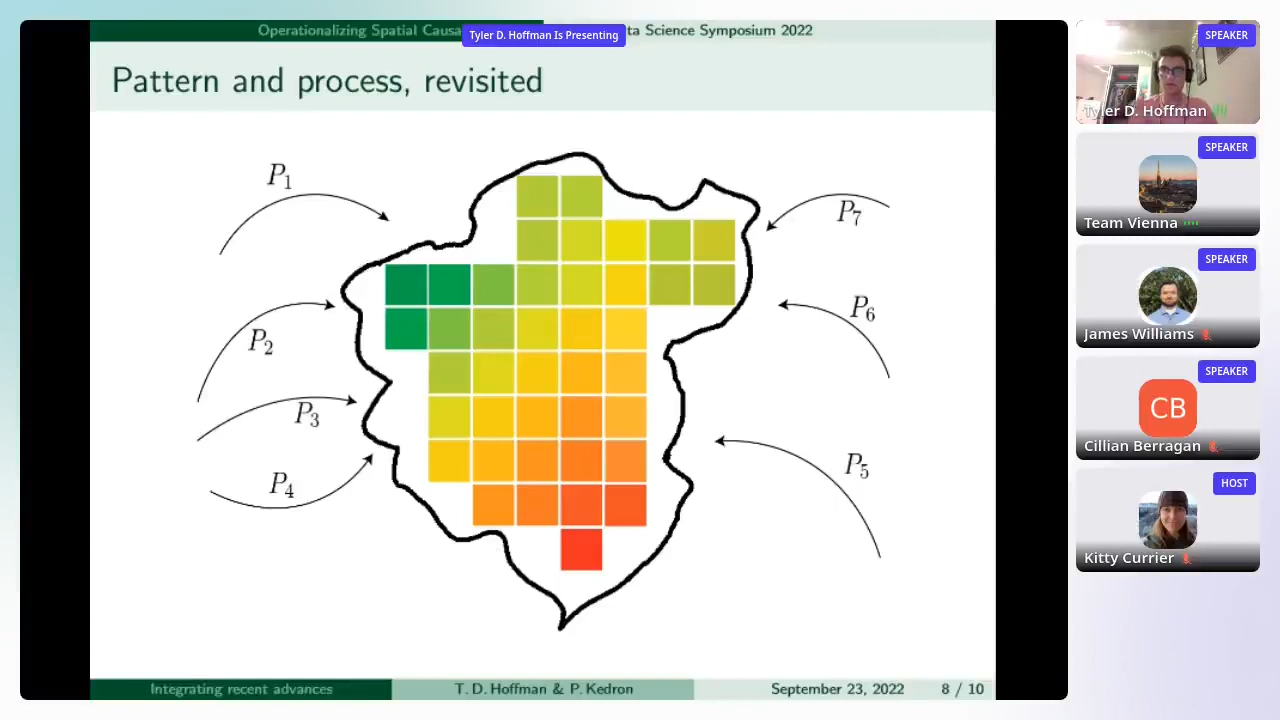 Operationalizing Spatial Causa
Tyler D. Hoffman Is Presenting
ta Science Symposium 2022
Pattern and process, revisited
P1
P2
P3
P4
P7
P6
P5
Integrating recent advances
T. D. Hoffman & P. Kedron
September 23, 2022
8 / 10
SPEAKER
Tyler D. Hoffman
SPEAKER
Team Vienna
SPEAKER
James Williams
SPEAKER
CB
Cillian Berragan
HOST
Kitty Currier